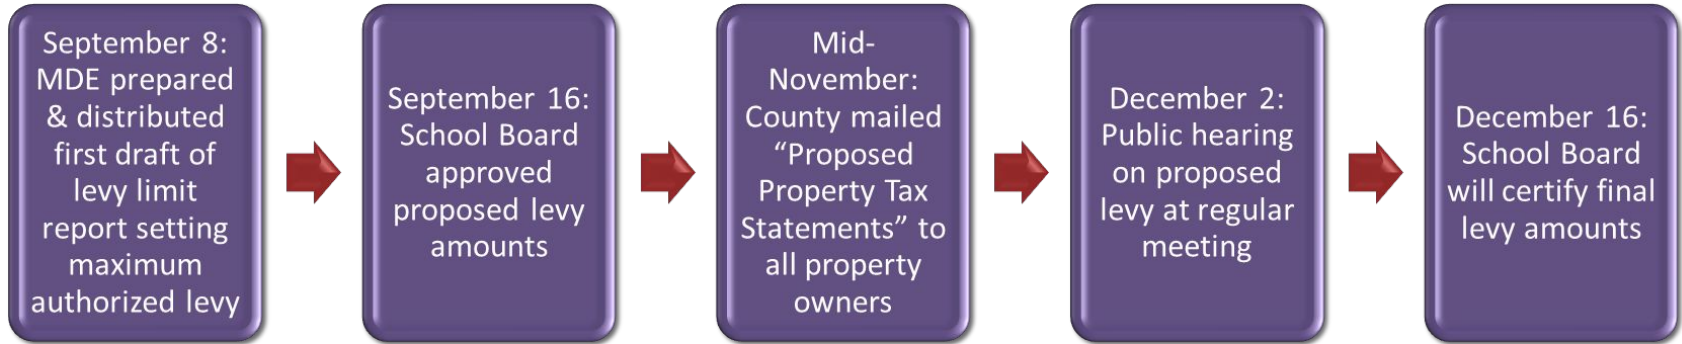 September 8:
MDE prepared
& distributed
first draft of
levy limit
report setting
maximum
authorized levy
September 16:
School Board
approved
proposed levy
amounts
Mid-
November:
County mailed
“Proposed
Property Tax
Statements” to
all property
owners
December 2:
Public hearing
on proposed
levy at regular
meeting
December 16:
School Board
will certify final
levy amounts